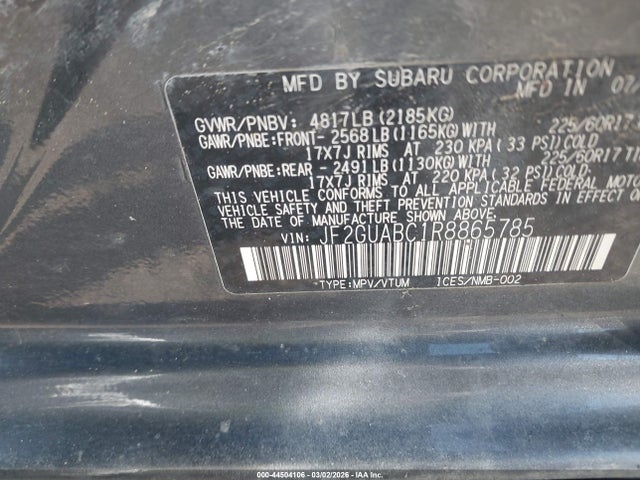 MFD BY SUBARU CORPORATION MFD IN 07
GVWR/PNBV: 4817LB(2185KG)
GAWR/PNBE:FRONT-2568LB(1165KG)WITH 225/60R17
17X7J RIMS AT 230 KPA (33 PSI)COLD
GAWR/PNBE:REAR - 2491LB(1130KG)WITH 225/60R17
17X7J RIMS AT 220 KPA (32 PSI)COLD.
THIS VEHICLE CONFORMS TO ALL APPLICABLE FEDERAL MOTOR
VEHICLE SAFETY AND THEFT PREVENTION STANDARDS IN EFFECT ON
THE DATE OF MANUFACTURE SHOWN ABOVE.
VIN: JF2GUABC1R8865785
TYPE:MPV/VTUM ICES/NMB-002
000-44504106 - 03/02/2026 - IAA Inc.